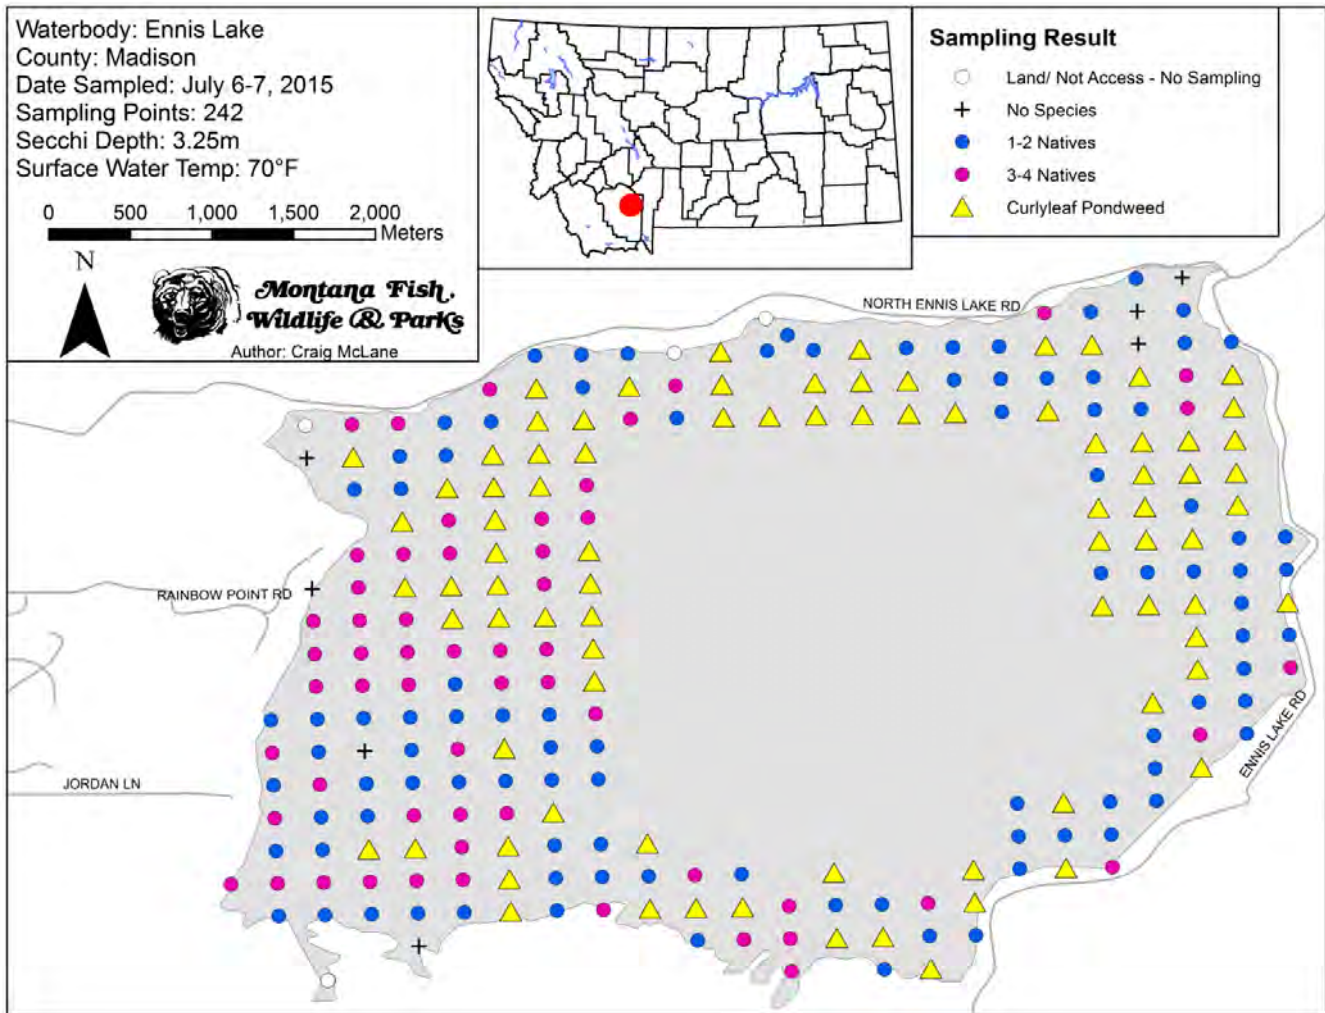 Waterbody: Ennis Lake
County: Madison
Date Sampled: July 6-7, 2015
Sampling Points: 242
Secchi Depth: 3.25m
Surface Water Temp: 70°F
0 500 1,000 1,500 2,000
Meters
N
Montana Fish,
Wildlife & Parks
Author: Craig McLane
Sampling Result
Land/ Not Access - No Sampling
No Species
1-2 Natives
3-4 Natives
Curlyleaf Pondweed
NORTH ENNIS LAKE RD
RAINBOW POINT RD
JORDAN LN
ENNIS LAKE RD